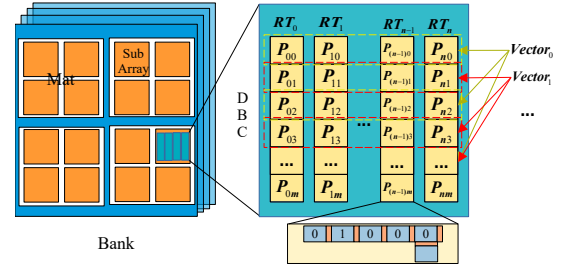 RT₀ RT₁ RTₙ₋₁ RTₙ
Sub
Array
Mat
P₀₀ P₁₀ P₍ₙ₋₁₎₀ Pₙ₀
Vector₀
P₀₁ P₁₁ P₍ₙ₋₁₎₁ Pₙ₁
Vector₁
D
B
C
P₀₂ P₁₂ P₍ₙ₋₁₎₂ Pₙ₂
...
...
P₀₃ P₁₃ P₍ₙ₋₁₎₃ Pₙ₃
... ... ... ...
P₀ₘ P₁ₘ P₍ₙ₋₁₎ₘ Pₙₘ
0 1 0 0 0
Bank